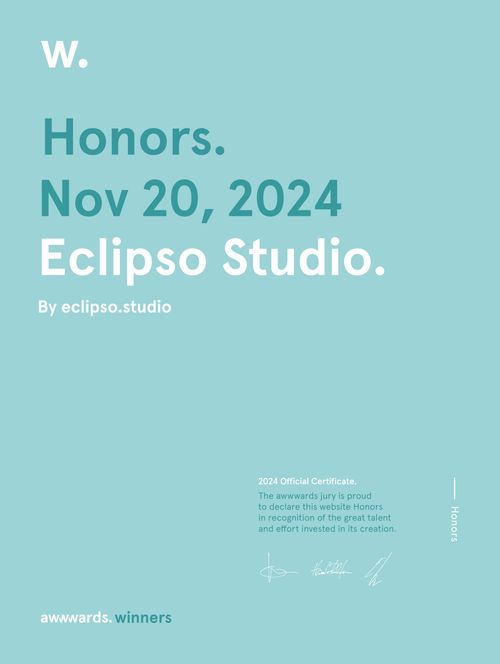 w.
Honors.
Nov 20, 2024
Eclipso Studio.
By eclipso.studio
2024 Official Certificate.
The awwwards jury is proud
to declare this website Honors
in recognition of the great talent
and effort invested in its creation.
Honors
awwwards.winners